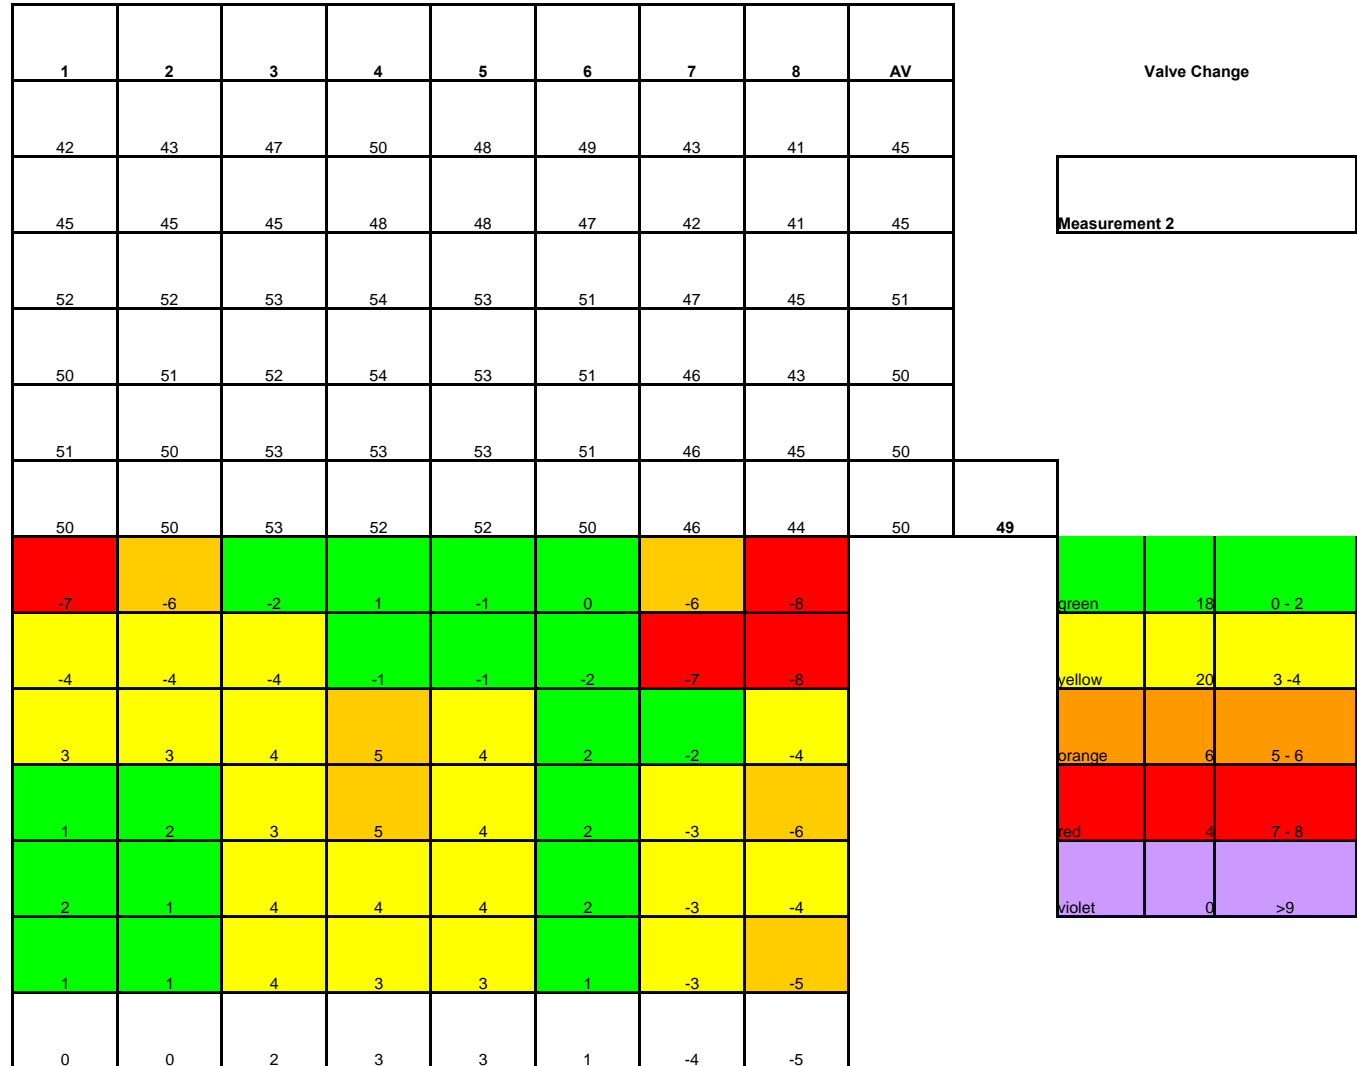 1 2 3 4 5 6 7 8 AV Valve Change
42 43 47 50 48 49 43 41 45
45 45 45 48 48 47 42 41 45 Measurement 2
52 52 53 54 53 51 47 45 51
50 51 52 54 53 51 46 43 50
51 50 53 53 53 51 46 45 50
50 50 53 52 52 50 46 44 50 49
-7 -6 -2 1 -1 0 -6 -8 green 18 0 - 2
-4 -4 -4 -1 -1 -2 -7 -8 yellow 20 3 -4
3 3 4 5 4 2 -2 -4 orange 6 5 - 6
1 2 3 5 4 2 -3 -6 red 4 7 - 8
2 1 4 4 4 2 -3 -4 violet 0 >9
1 1 4 3 3 1 -3 -5
0 0 2 3 3 1 -4 -5